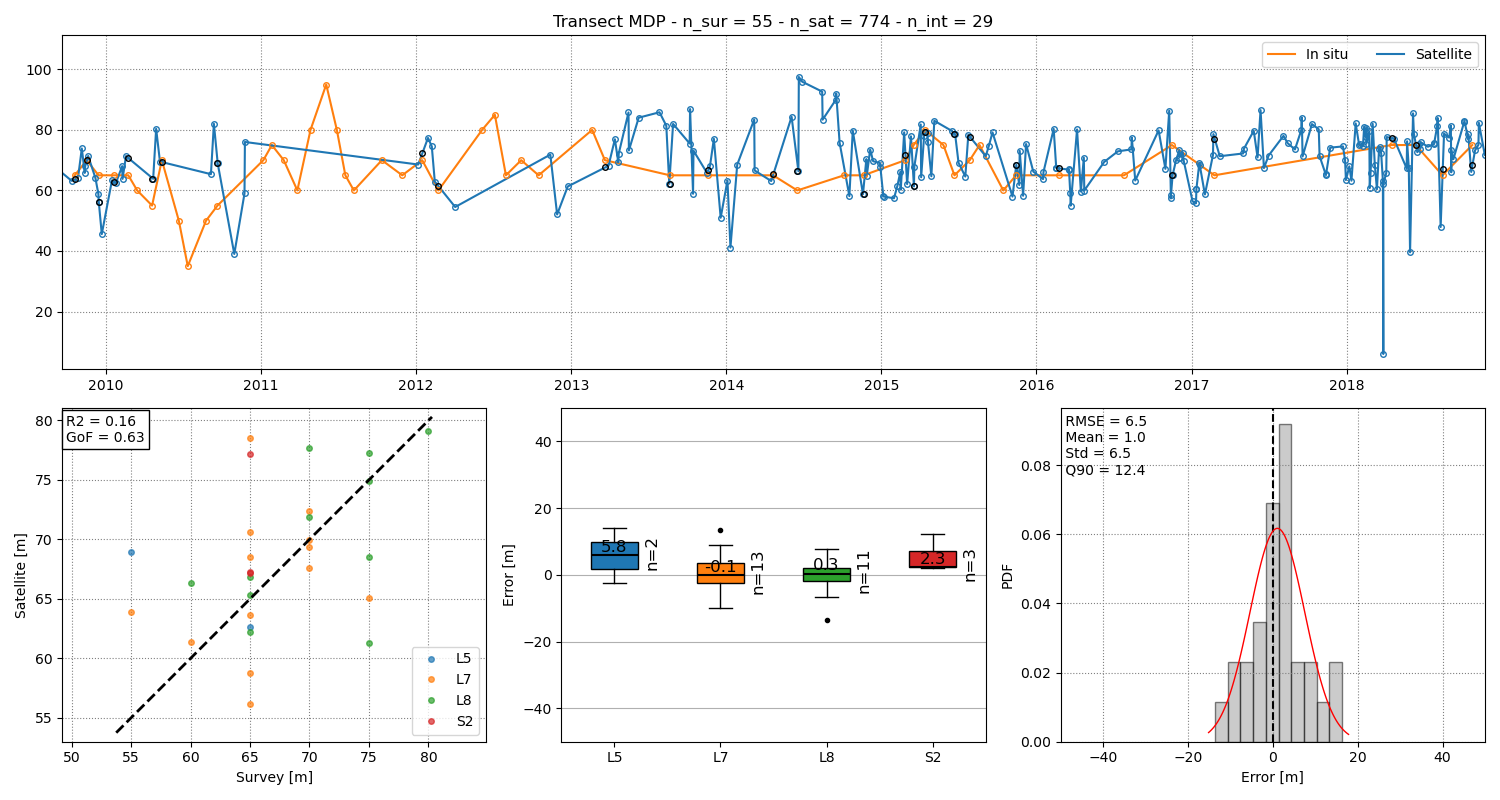 Transect MDP - n_sur = 55 - n_sat = 774 - n_int = 29
In situ
Satellite
100
80
60
40
20
2010 2011 2012 2013 2014 2015 2016 2017 2018
R2 = 0.16
GoF = 0.63
80
75
70
65
60
55
Satellite [m]
L5
L7
L8
S2
50 55 60 65 70 75 80
Survey [m]
40
20
0
−20
−40
Error [m]
5.8
n=2
-0.1
n=13
0.3
n=11
2.3
n=3
L5 L7 L8 S2
RMSE = 6.5
Mean = 1.0
Std = 6.5
Q90 = 12.4
0.08
0.06
0.04
0.02
0.00
PDF
−40 −20 0 20 40
Error [m]